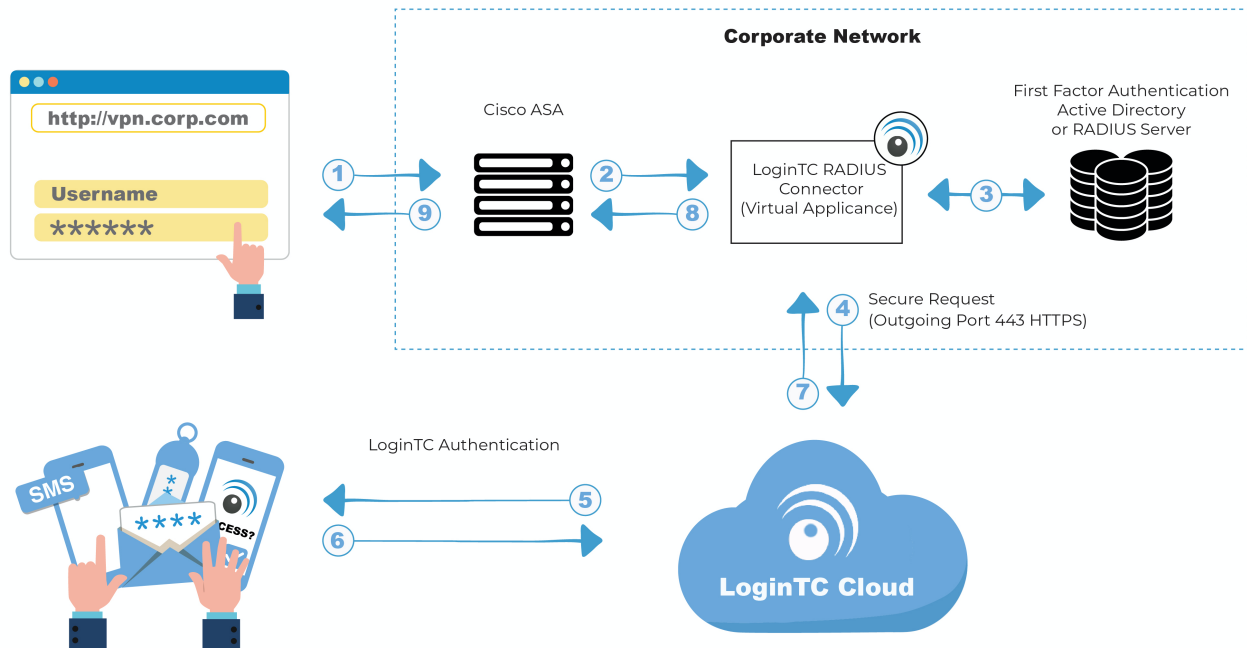 Corporate Network
http://vpn.corp.com
Username
******
1
9
Cisco ASA
2
8
LoginTC RADIUS
Connector
(Virtual Applicance)
3
First Factor Authentication
Active Directory
or RADIUS Server
4
Secure Request
(Outgoing Port 443 HTTPS)
7
LoginTC Authentication
5
6
SMS
*
*
****
CESS?
LoginTC Cloud